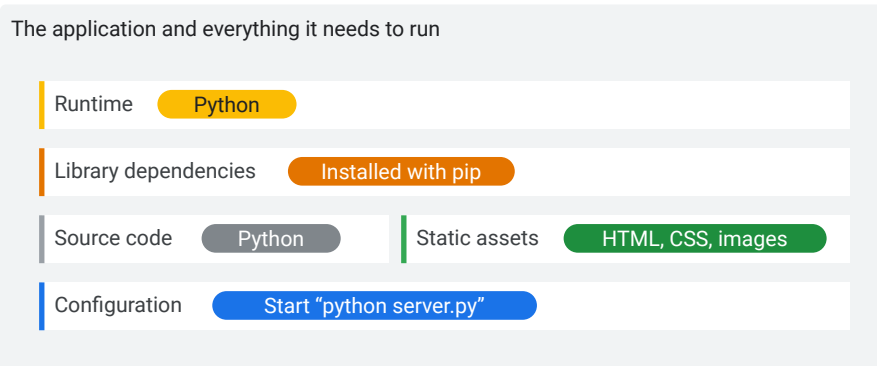 The application and everything it needs to run
Runtime Python
Library dependencies Installed with pip
Source code Python Static assets HTML, CSS, images
Configuration Start “python server.py”